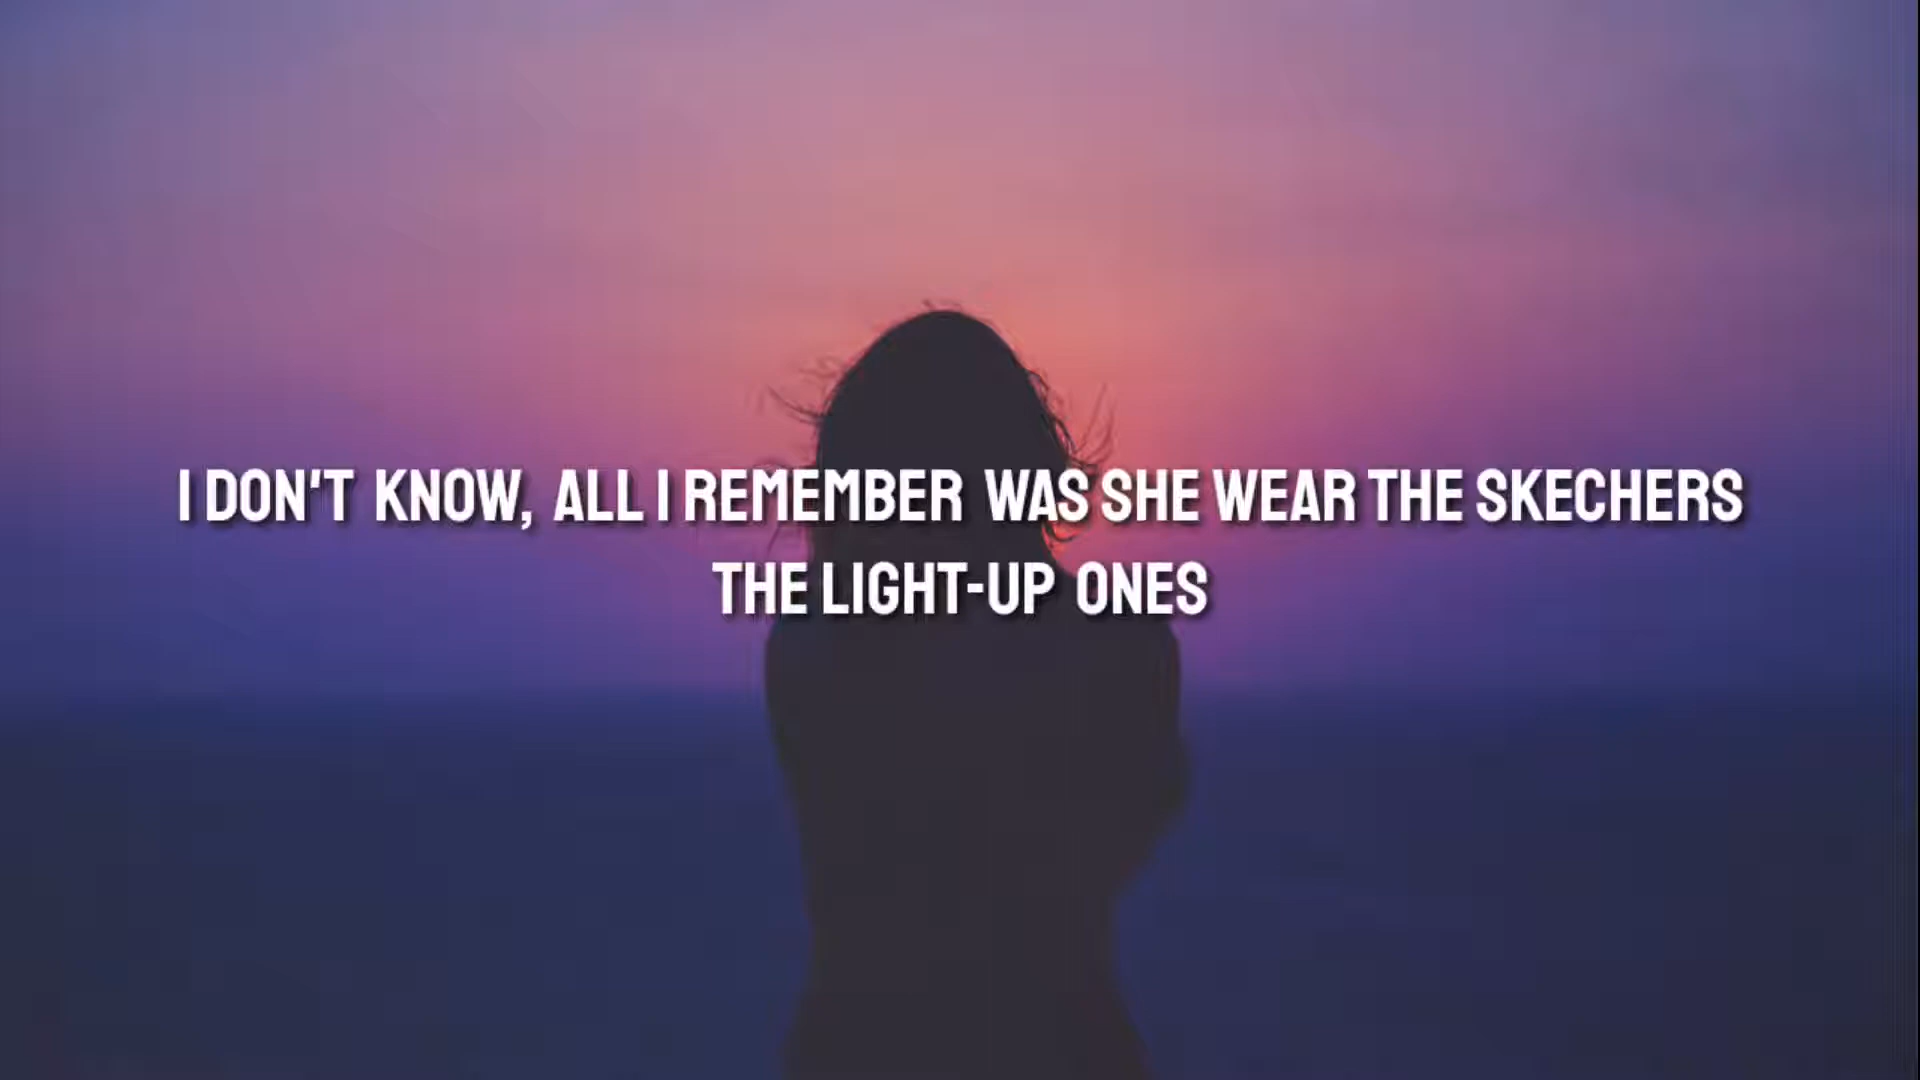 I DON'T KNOW, ALL I REMEMBER WAS SHE WEAR THE SKECHERS
THE LIGHT-UP ONES